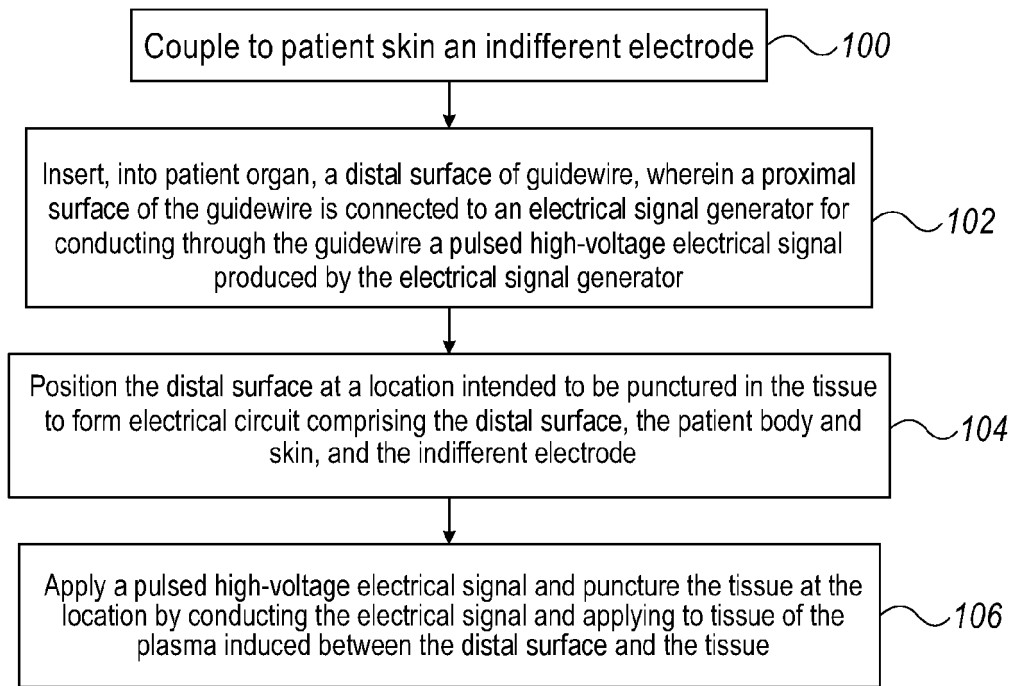 Couple to patient skin an indifferent electrode
100
Insert, into patient organ, a distal surface of guidewire, wherein a proximal
surface of the guidewire is connected to an electrical signal generator for
conducting through the guidewire a pulsed high-voltage electrical signal
produced by the electrical signal generator
102
Position the distal surface at a location intended to be punctured in the tissue
to form electrical circuit comprising the distal surface, the patient body and
skin, and the indifferent electrode
104
Apply a pulsed high-voltage electrical signal and puncture the tissue at the
location by conducting the electrical signal and applying to tissue of the
plasma induced between the distal surface and the tissue
106